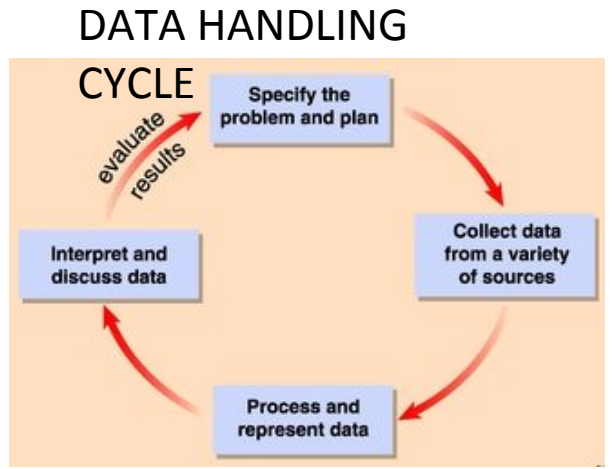 DATA HANDLING
CYCLE
Specify the
problem and plan
evaluate
results
Collect data
from a variety
of sources
Interpret and
discuss data
Process and
represent data